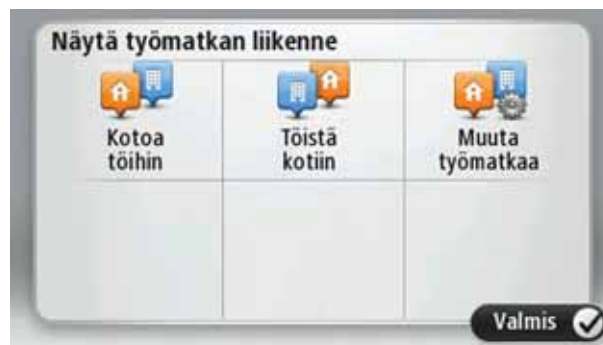 Näytä työmatkan liikenne
Kotoa
töihin
Töistä
kotiin
Muuta
työmatkaa
Valmis